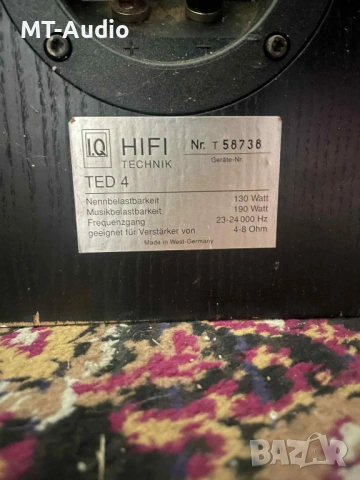 MT-Audio
I.Q HIFI TECHNIK Nr. T 58738
Geräte-Nr.
TED 4
Nennbelastbarkeit 130 Watt
Musikbelastbarkeit 190 Watt
Frequenzgang 23-24 000 Hz
geeignet für Verstärker von 4-8 Ohm
Made in West-Germany
BAZAR